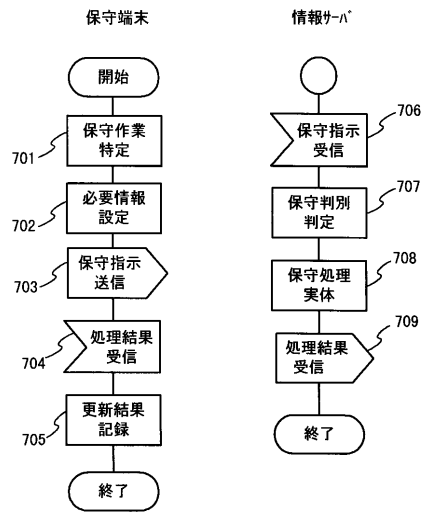 保守端末
開始
701
保守作業
特定
702
必要情報
設定
703
保守指示
送信
704
処理結果
受信
705
更新結果
記録
終了
情報サーバ
706
保守指示
受信
707
保守判別
判定
708
保守処理
実体
709
処理結果
受信
終了